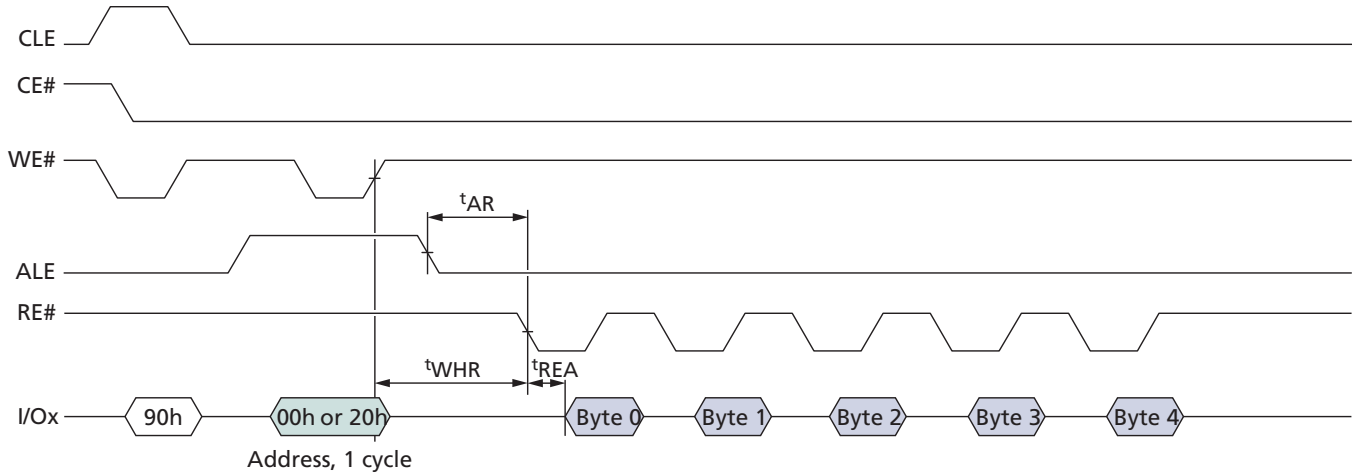 CLE
CE#
WE#
tAR
ALE
RE#
tWHR tREA
I/Ox 90h 00h or 20h Byte 0 Byte 1 Byte 2 Byte 3 Byte 4
Address, 1 cycle